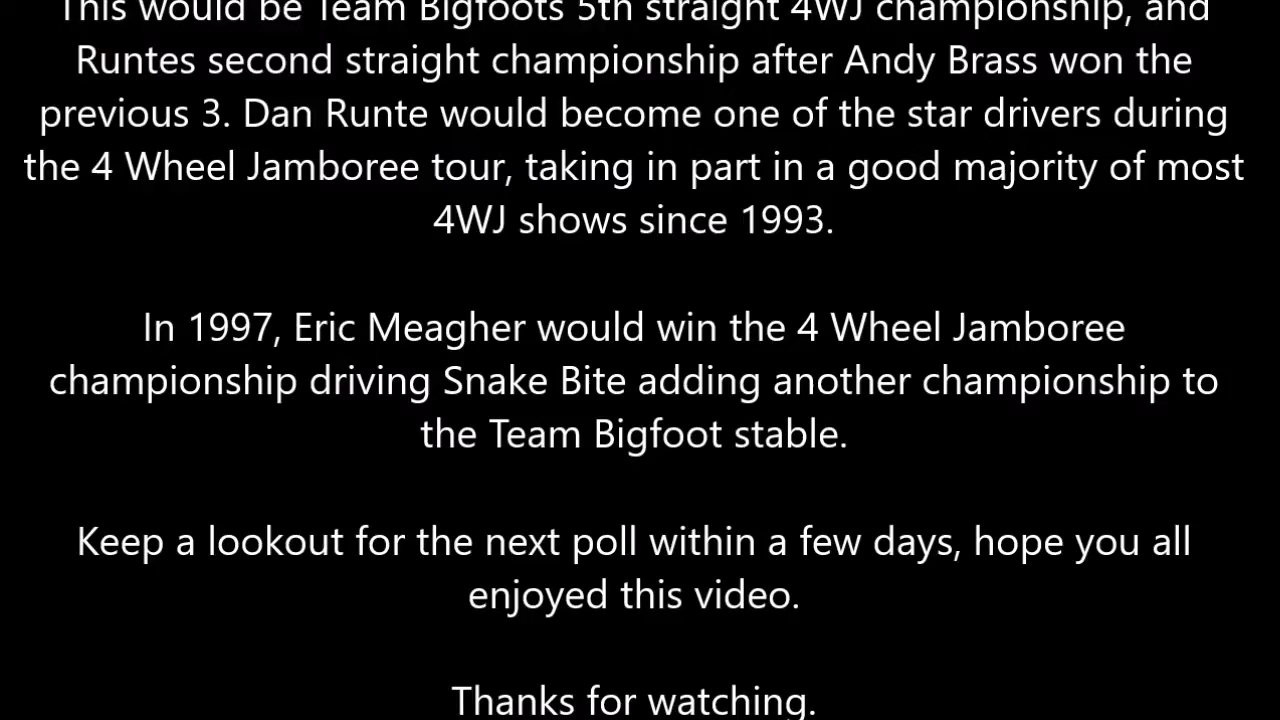 This would be Team Bigfoots 5th straight 4WJ championship, and
Runtes second straight championship after Andy Brass won the
previous 3. Dan Runte would become one of the star drivers during
the 4 Wheel Jamboree tour, taking in part in a good majority of most
4WJ shows since 1993.
In 1997, Eric Meagher would win the 4 Wheel Jamboree
championship driving Snake Bite adding another championship to
the Team Bigfoot stable.
Keep a lookout for the next poll within a few days, hope you all
enjoyed this video.
Thanks for watching.